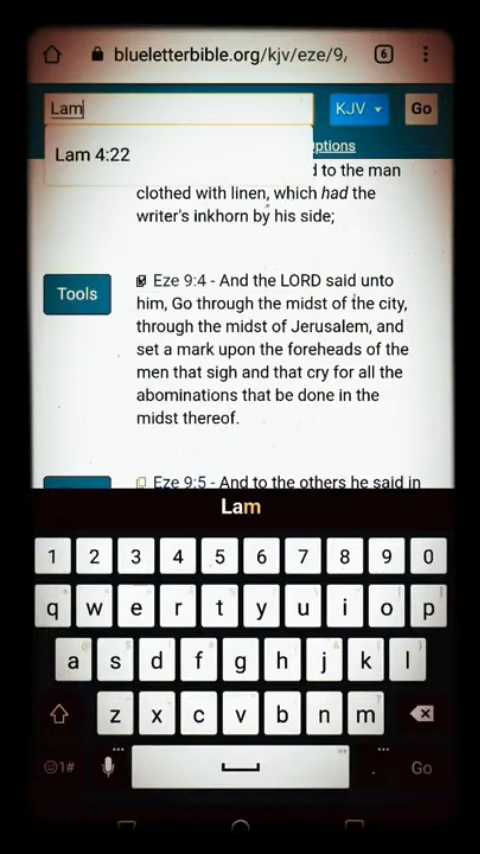 blueletterbible.org/kjv/eze/9,
6
Lam
KJV
Go
Lam 4:22
Options
d to the man
clothed with linen, which had the
writer's inkhorn by his side;
Tools
Eze 9:4 - And the LORD said unto
him, Go through the midst of the city,
through the midst of Jerusalem, and
set a mark upon the foreheads of the
men that sigh and that cry for all the
abominations that be done in the
midst thereof.
Eze 9:5 - And to the others he said in
Lam
1 2 3 4 5 6 7 8 9 0
q w e r t y u i o p
a s d f g h j k l
z x c v b n m
1# . Go